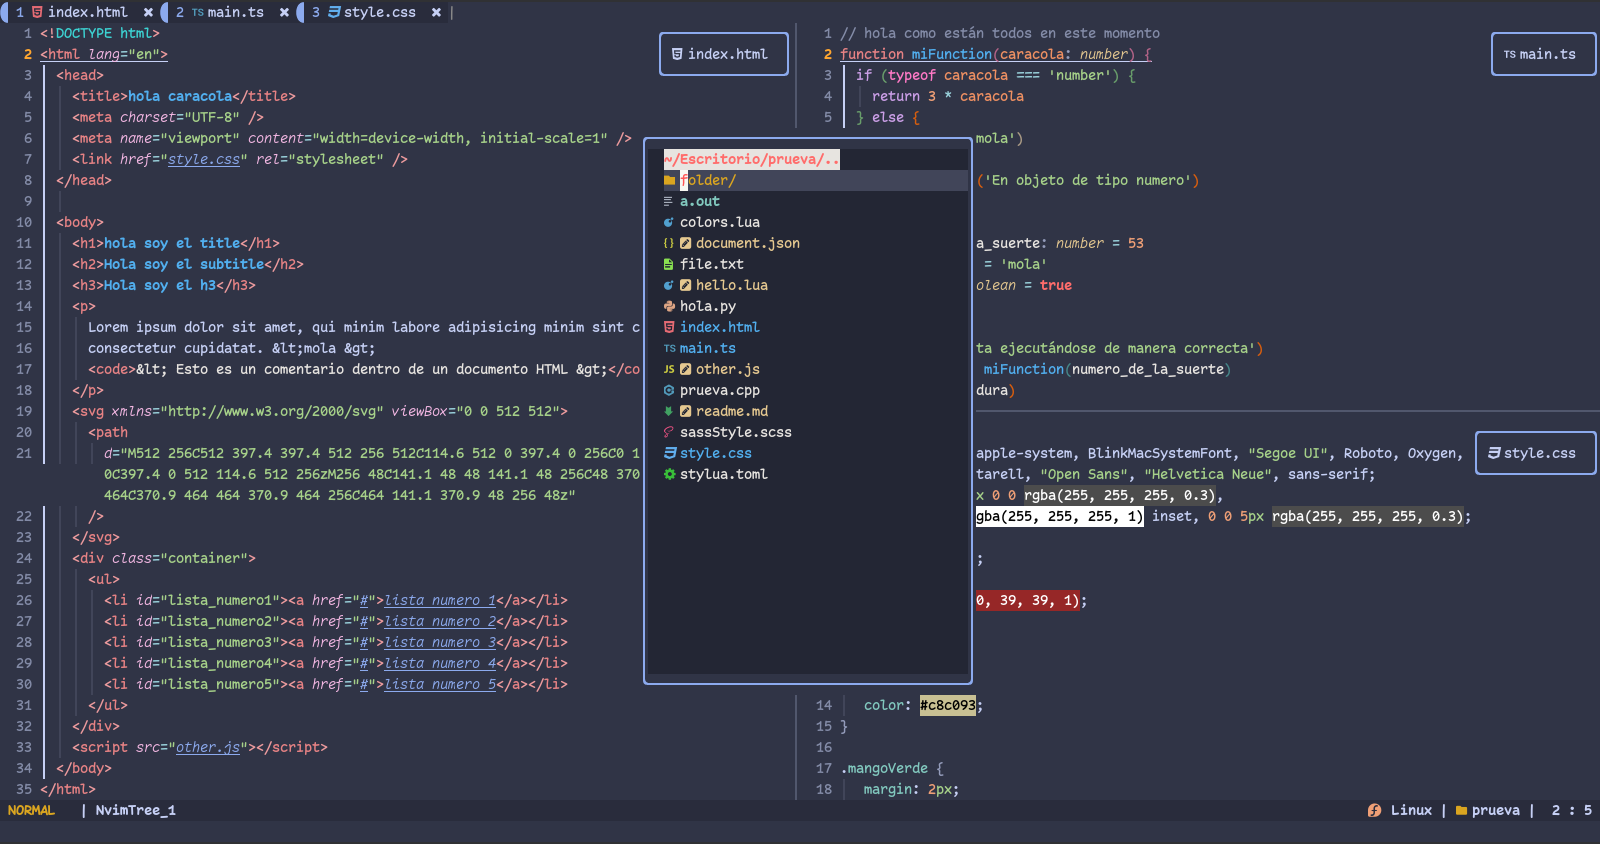 1 index.html ✖ 2 TS main.ts ✖ 3 style.css ✖ |
1 <!DOCTYPE html>
2 <html lang="en">
3 <head>
4 <title>hola caracola</title>
5 <meta charset="UTF-8" />
6 <meta name="viewport" content="width=device-width, initial-scale=1" />
7 <link href="style.css" rel="stylesheet" />
8 </head>
9
10 <body>
11 <h1>hola soy el title</h1>
12 <h2>Hola soy el subtitle</h2>
13 <h3>Hola soy el h3</h3>
14 <p>
15 Lorem ipsum dolor sit amet, qui minim labore adipisicing minim sint c
16 consectetur cupidatat. &lt;mola &gt;
17 <code>&lt; Esto es un comentario dentro de un documento HTML &gt;</co
18 </p>
19 <svg xmlns="http://www.w3.org/2000/svg" viewBox="0 0 512 512">
20 <path
21 d="M512 256C512 397.4 397.4 512 256 512C114.6 512 0 397.4 0 256C0 1
0C397.4 0 512 114.6 512 256zM256 48C141.1 48 48 141.1 48 256C48 370
464C370.9 464 464 370.9 464 256C464 141.1 370.9 48 256 48z"
22 />
23 </svg>
24 <div class="container">
25 <ul>
26 <li id="lista_numero1"><a href="#">lista numero 1</a></li>
27 <li id="lista_numero2"><a href="#">lista numero 2</a></li>
28 <li id="lista_numero3"><a href="#">lista numero 3</a></li>
29 <li id="lista_numero4"><a href="#">lista numero 4</a></li>
30 <li id="lista_numero5"><a href="#">lista numero 5</a></li>
31 </ul>
32 </div>
33 <script src="other.js"></script>
34 </body>
35 </html>
index.html
~/Escritorio/prueva/..
folder/
a.out
colors.lua
{} document.json
file.txt
hello.lua
hola.py
index.html
TS main.ts
JS other.js
prueva.cpp
readme.md
sassStyle.scss
style.css
stylua.toml
1 // hola como están todos en este momento
2 function miFunction(caracola: number) {
3 if (typeof caracola === 'number') {
4 return 3 * caracola
5 } else {
mola')
('En objeto de tipo numero')
a_suerte: number = 53
= 'mola'
olean = true
ta ejecutándose de manera correcta')
miFunction(numero_de_la_suerte)
dura)
TS main.ts
apple-system, BlinkMacSystemFont, "Segoe UI", Roboto, Oxygen,
tarell, "Open Sans", "Helvetica Neue", sans-serif;
x 0 0 rgba(255, 255, 255, 0.3),
gba(255, 255, 255, 1) inset, 0 0 5px rgba(255, 255, 255, 0.3);
;
0, 39, 39, 1);
14 color: #c8c093;
15 }
16
17 .mangoVerde {
18 margin: 2px;
style.css
NORMAL | NvimTree_1
Linux | prueva | 2 : 5